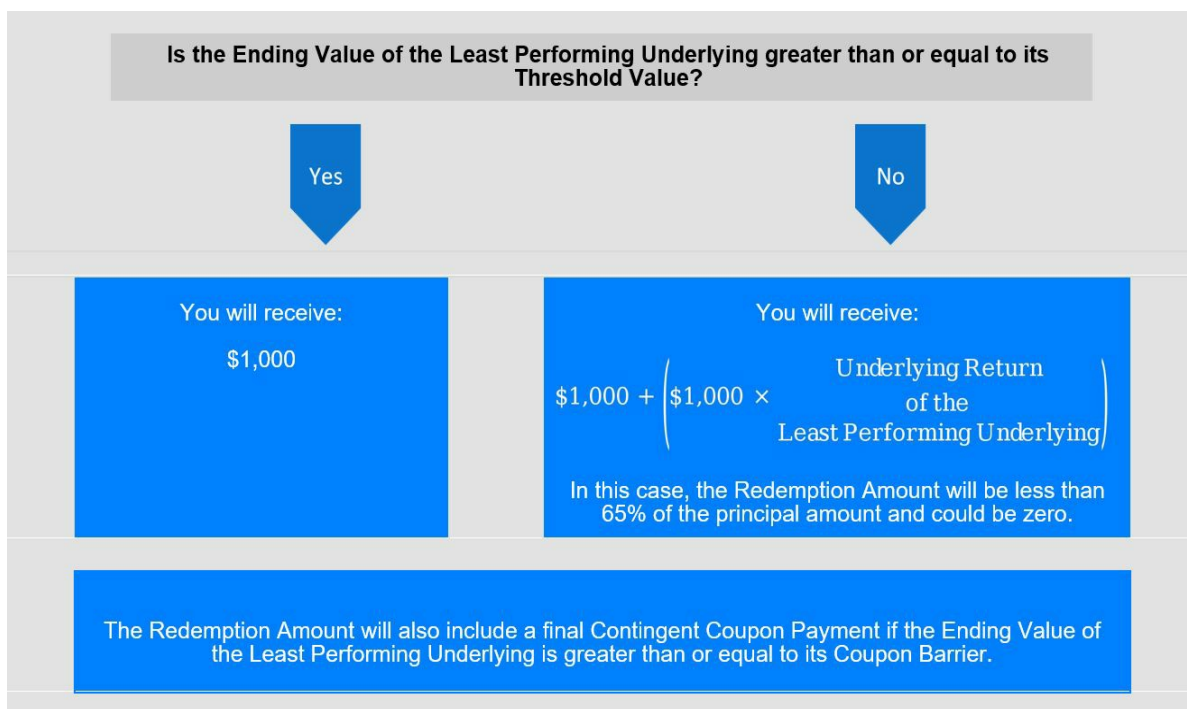 Is the Ending Value of the Least Performing Underlying greater than or equal to its
Threshold Value?
Yes
No
You will receive:
$1,000
You will receive:
$1,000 + ($1,000 × Underlying Return
of the
Least Performing Underlying)
In this case, the Redemption Amount will be less than
65% of the principal amount and could be zero.
The Redemption Amount will also include a final Contingent Coupon Payment if the Ending Value of
the Least Performing Underlying is greater than or equal to its Coupon Barrier.